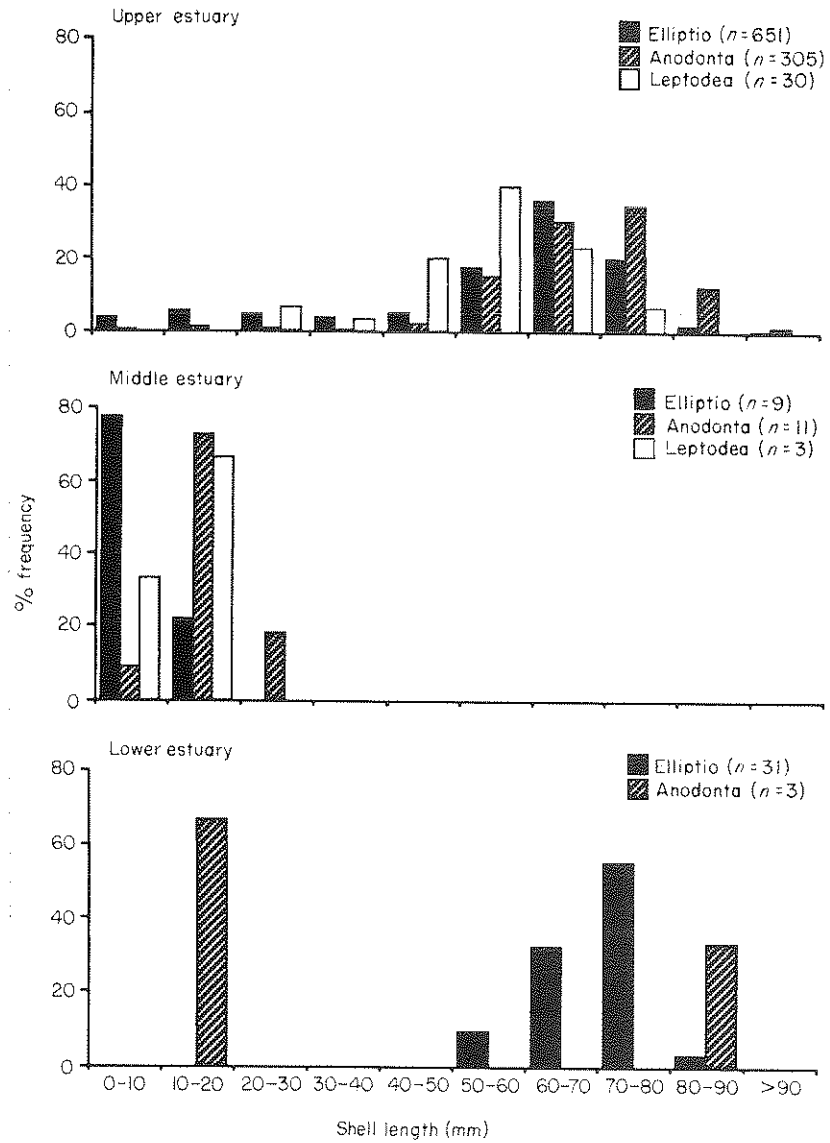 Upper estuary
Elliptio (n=651)
Anodonta (n=305)
Leptodea (n=30)
80
60
40
20
0
Middle estuary
Elliptio (n=9)
Anodonta (n=11)
Leptodea (n=3)
80
60
40
20
0
% frequency
Lower estuary
Elliptio (n=31)
Anodonta (n=3)
80
60
40
20
0
0-10 10-20 20-30 30-40 40-50 50-60 60-70 70-80 80-90 >90
Shell length (mm)